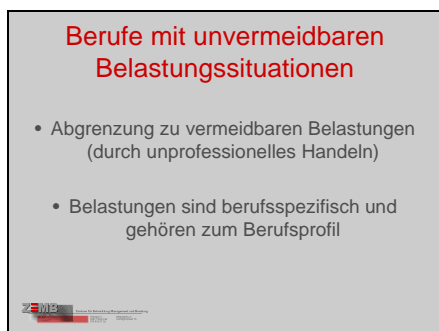 Berufe mit unvermeidbaren
Belastungssituationen
• Abgrenzung zu vermeidbaren Belastungen
(durch unprofessionelles Handeln)
• Belastungen sind berufsspezifisch und
gehören zum Berufsprofil
ZEMB